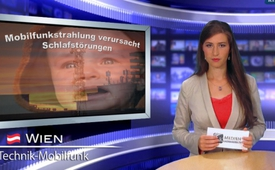 Mobilfunkstrahlung verursacht
Schlafstörungen
WIEN
Technik-Mobilfunk